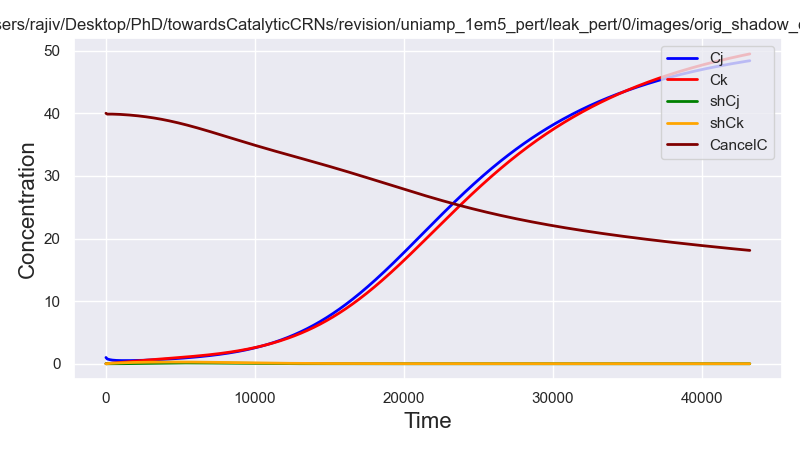 sers/rajiv/Desktop/PhD/towardsCatalyticCRNs/revision/uniamp_1em5_pert/leak_pert/0/images/orig_shadow_
50
40
30
20
10
0
Concentration
Cj
Ck
shCj
shCk
CancelC
0 10000 20000 30000 40000
Time